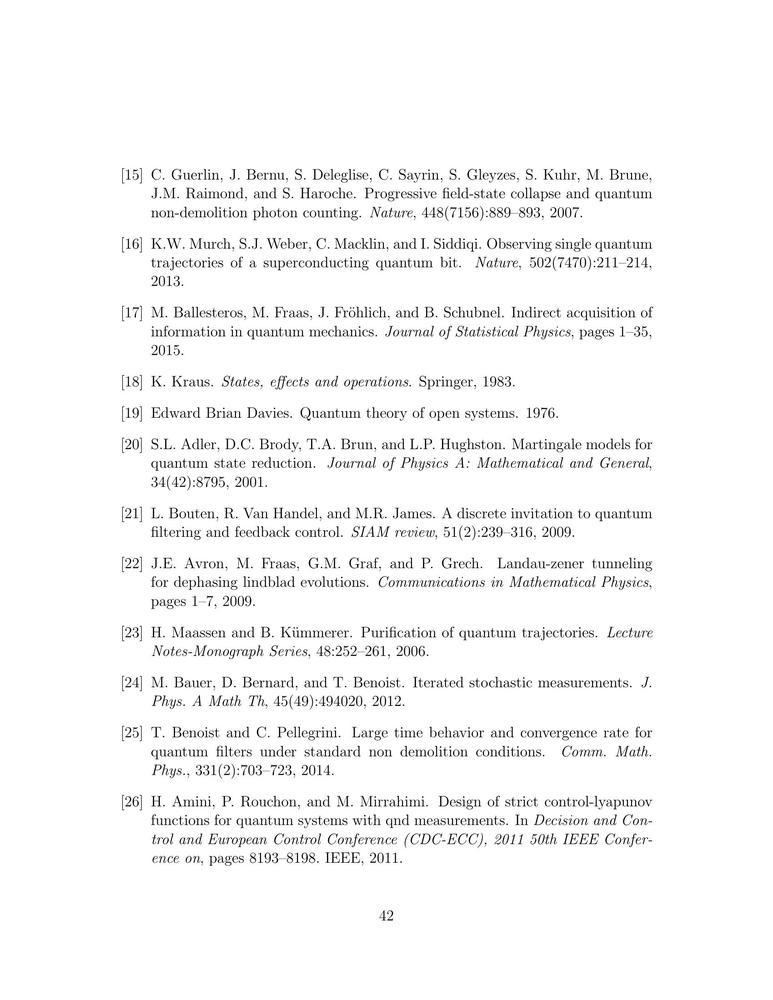 [15] C. Guerlin, J. Bernu, S. Deleglise, C. Sayrin, S. Gleyzes, S. Kuhr, M. Brune,
J.M. Raimond, and S. Haroche. Progressive field-state collapse and quantum
non-demolition photon counting. Nature, 448(7156):889–893, 2007.
[16] K.W. Murch, S.J. Weber, C. Macklin, and I. Siddiqi. Observing single quantum
trajectories of a superconducting quantum bit. Nature, 502(7470):211–214,
2013.
[17] M. Ballesteros, M. Fraas, J. Fröhlich, and B. Schubnel. Indirect acquisition of
information in quantum mechanics. Journal of Statistical Physics, pages 1–35,
2015.
[18] K. Kraus. States, effects and operations. Springer, 1983.
[19] Edward Brian Davies. Quantum theory of open systems. 1976.
[20] S.L. Adler, D.C. Brody, T.A. Brun, and L.P. Hughston. Martingale models for
quantum state reduction. Journal of Physics A: Mathematical and General,
34(42):8795, 2001.
[21] L. Bouten, R. Van Handel, and M.R. James. A discrete invitation to quantum
filtering and feedback control. SIAM review, 51(2):239–316, 2009.
[22] J.E. Avron, M. Fraas, G.M. Graf, and P. Grech. Landau-zener tunneling
for dephasing lindblad evolutions. Communications in Mathematical Physics,
pages 1–7, 2009.
[23] H. Maassen and B. Kümmerer. Purification of quantum trajectories. Lecture
Notes-Monograph Series, 48:252–261, 2006.
[24] M. Bauer, D. Bernard, and T. Benoist. Iterated stochastic measurements. J.
Phys. A Math Th, 45(49):494020, 2012.
[25] T. Benoist and C. Pellegrini. Large time behavior and convergence rate for
quantum filters under standard non demolition conditions. Comm. Math.
Phys., 331(2):703–723, 2014.
[26] H. Amini, P. Rouchon, and M. Mirrahimi. Design of strict control-lyapunov
functions for quantum systems with qnd measurements. In Decision and Con-
trol and European Control Conference (CDC-ECC), 2011 50th IEEE Confer-
ence on, pages 8193–8198. IEEE, 2011.
42